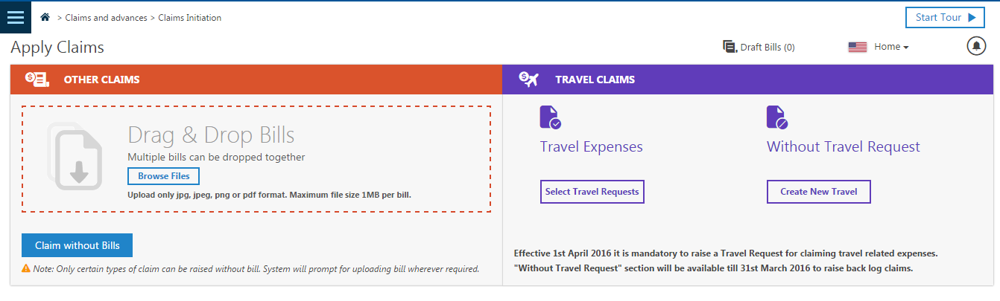 > Claims and advances > Claims Initiation
Start Tour
Apply Claims
Draft Bills (0)
Home
OTHER CLAIMS
TRAVEL CLAIMS
Drag & Drop Bills
Multiple bills can be dropped together
Browse Files
Upload only jpg, jpeg, png or pdf format. Maximum file size 1MB per bill.
Claim without Bills
Note: Only certain types of claim can be raised without bill. System will prompt for uploading bill wherever required.
Travel Expenses
Select Travel Requests
Without Travel Request
Create New Travel
Effective 1st April 2016 it is mandatory to raise a Travel Request for claiming travel related expenses.
"Without Travel Request" section will be available till 31st March 2016 to raise back log claims.